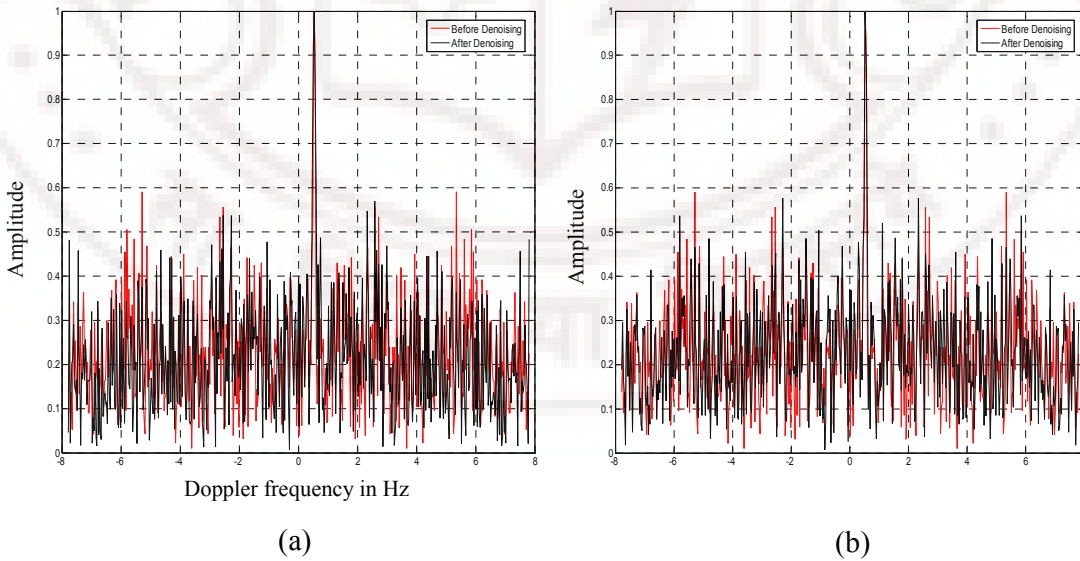 Before Denoising
After Denoising
1
0.9
0.8
0.7
0.6
0.5
0.4
0.3
0.2
0.1
0
Amplitude
-8 -6 -4 -2 0 2 4 6 8
Doppler frequency in Hz
(a)
Before Denoising
After Denoising
1
0.9
0.8
0.7
0.6
0.5
0.4
0.3
0.2
0.1
0
Amplitude
-8 -6 -4 -2 0 2 4 6
(b)